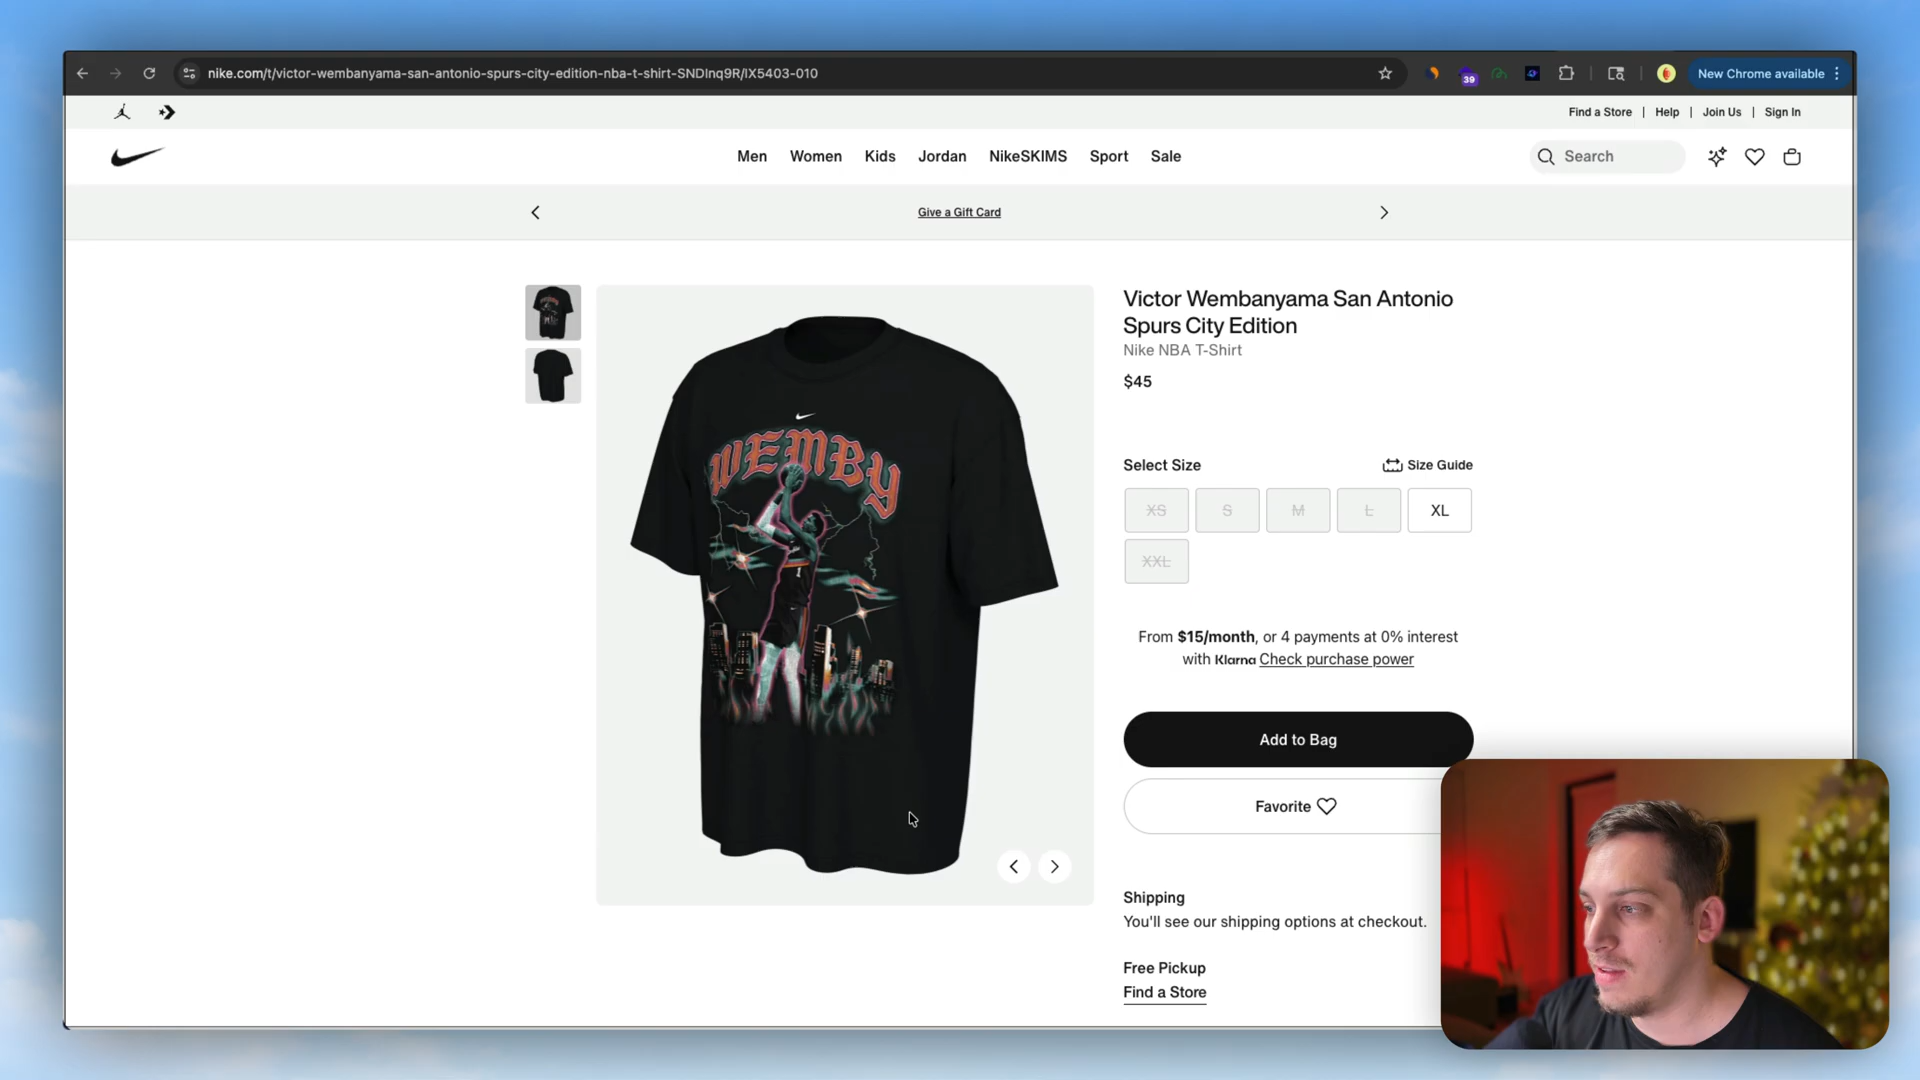 nike.com/t/victor-wembanyama-san-antonio-spurs-city-edition-nba-t-shirt-SNDInq9R/IX5403-010
39
New Chrome available
Find a Store | Help | Join Us | Sign In
Men Women Kids Jordan NikeSKIMS Sport Sale
Search
Give a Gift Card
WEMBY
1
Victor Wembanyama San Antonio
Spurs City Edition
Nike NBA T-Shirt
$45
Select Size
Size Guide
XS S M L XL
XXL
From $15/month, or 4 payments at 0% interest
with Klarna Check purchase power
Add to Bag
Favorite
Shipping
You'll see our shipping options at checkout.
Free Pickup
Find a Store